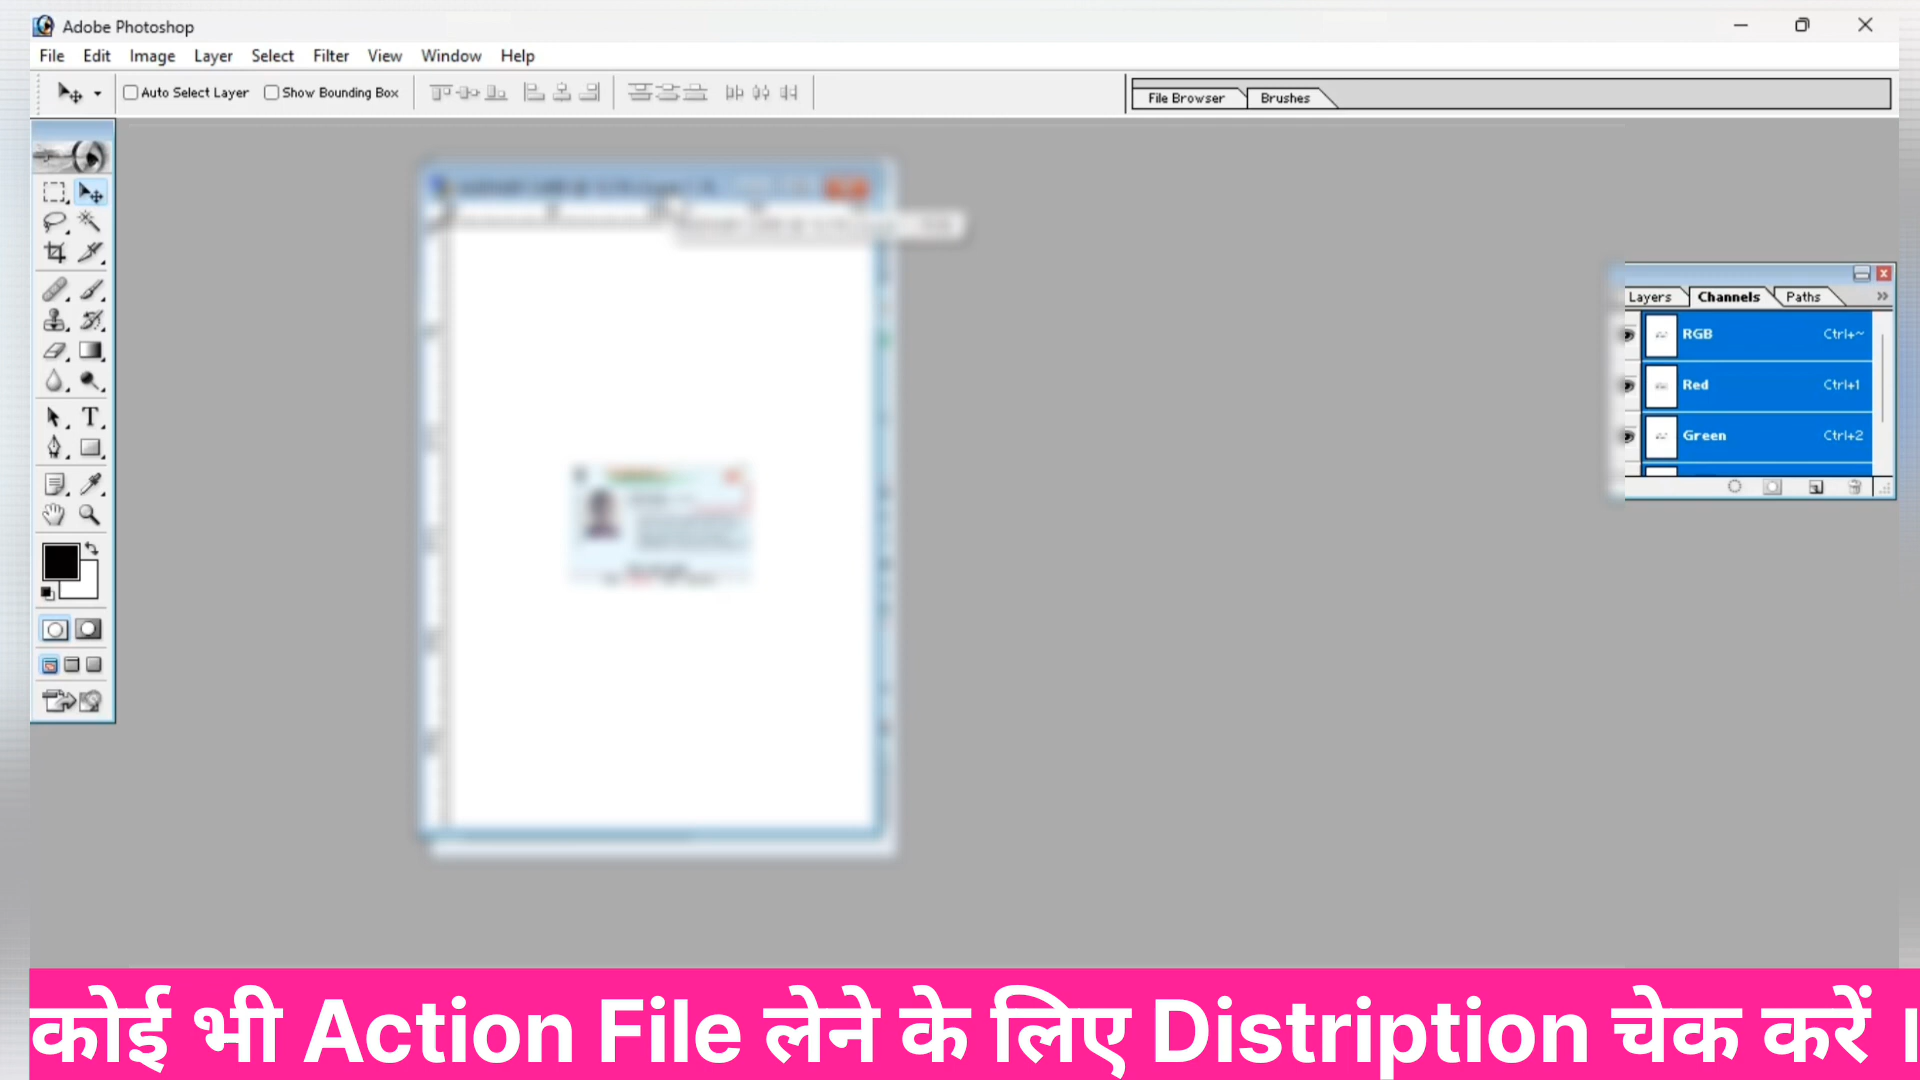 Adobe Photoshop
File Edit Image Layer Select Filter View Window Help
Auto Select Layer Show Bounding Box
File Browser Brushes
Layers Channels Paths
RGB Ctrl+~
Red Ctrl+1
Green Ctrl+2
कोई भी Action File लेने के लिए Distription चेक करें ।